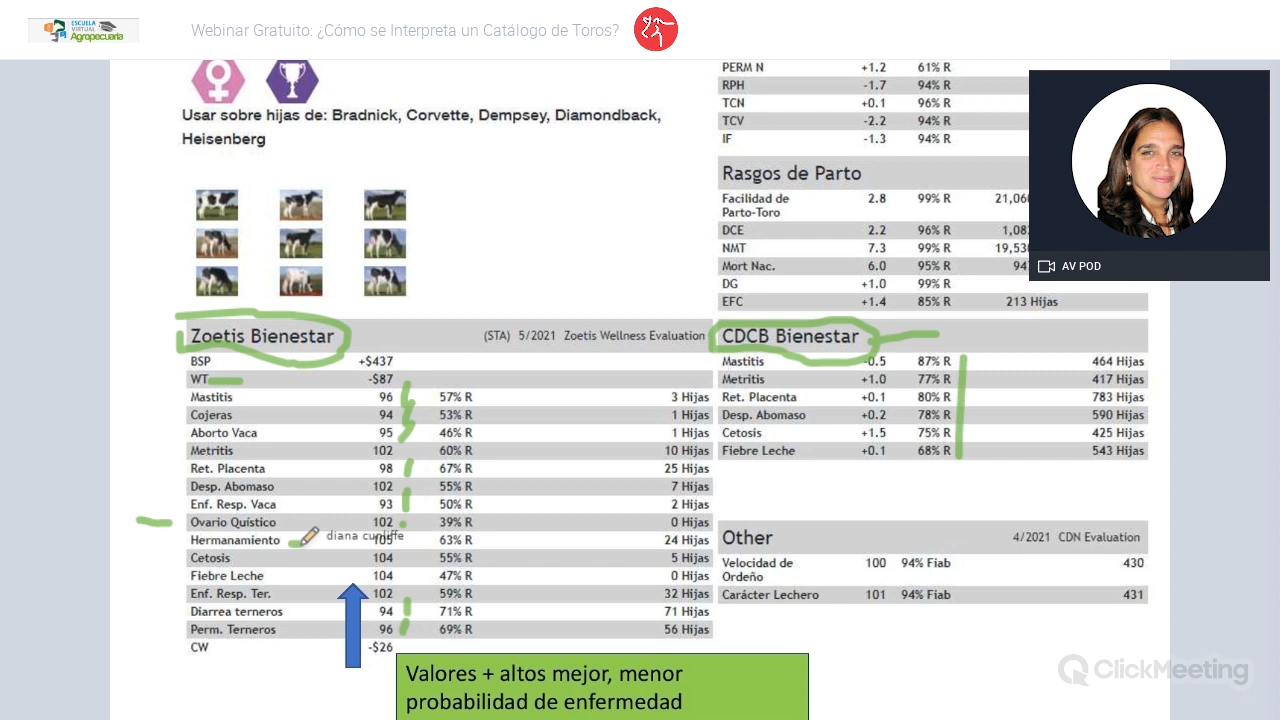 ESCUELA
VIRTUAL
Agropecuaria
Webinar Gratuito: ¿Cómo se Interpreta un Catálogo de Toros?
Usar sobre hijas de: Bradnick, Corvette, Dempsey, Diamondback,
Heisenberg
PERM N +1.2 61% R
RPH -1.7 94% R
TCN +0.1 96% R
TCV -2.2 94% R
IF -1.3 94% R
Rasgos de Parto
Facilidad de
Parto-Toro 2.8 99% R
DCE 2.2 96% R
NMT 7.3 99% R
Mort Nac. 6.0 95% R
DG +1.0 99% R
EFC +1.4 85% R 213 Hijas
AV POD
Zoetis Bienestar (STA) 5/2021 Zoetis Wellness Evaluation
BSP +$437
WT -$87
Mastitis 96 57% R 3 Hijas
Cojeras 94 53% R 1 Hijas
Aborto Vaca 95 46% R 1 Hijas
Metritis 102 60% R 10 Hijas
Ret. Placenta 98 67% R 25 Hijas
Desp. Abomaso 102 55% R 7 Hijas
Enf. Resp. Vaca 93 50% R 2 Hijas
Ovario Quístico 102 39% R 0 Hijas
diana cunliffe
Hermanamiento 105 63% R 24 Hijas
Cetosis 104 55% R 5 Hijas
Fiebre Leche 104 47% R 0 Hijas
Enf. Resp. Ter. 102 59% R 32 Hijas
Diarrea terneros 94 71% R 71 Hijas
Perm. Terneros 96 69% R 56 Hijas
CW -$26
CDCB Bienestar
Mastitis -0.5 87% R 464 Hijas
Metritis +1.0 77% R 417 Hijas
Ret. Placenta +0.1 80% R 783 Hijas
Desp. Abomaso +0.2 78% R 590 Hijas
Cetosis +1.5 75% R 425 Hijas
Fiebre Leche +0.1 68% R 543 Hijas
Other 4/2021 CDN Evaluation
Velocidad de
Ordeño 100 94% Fiab 430
Carácter Lechero 101 94% Fiab 431
Valores + altos mejor, menor
probabilidad de enfermedad
ClickMeeting